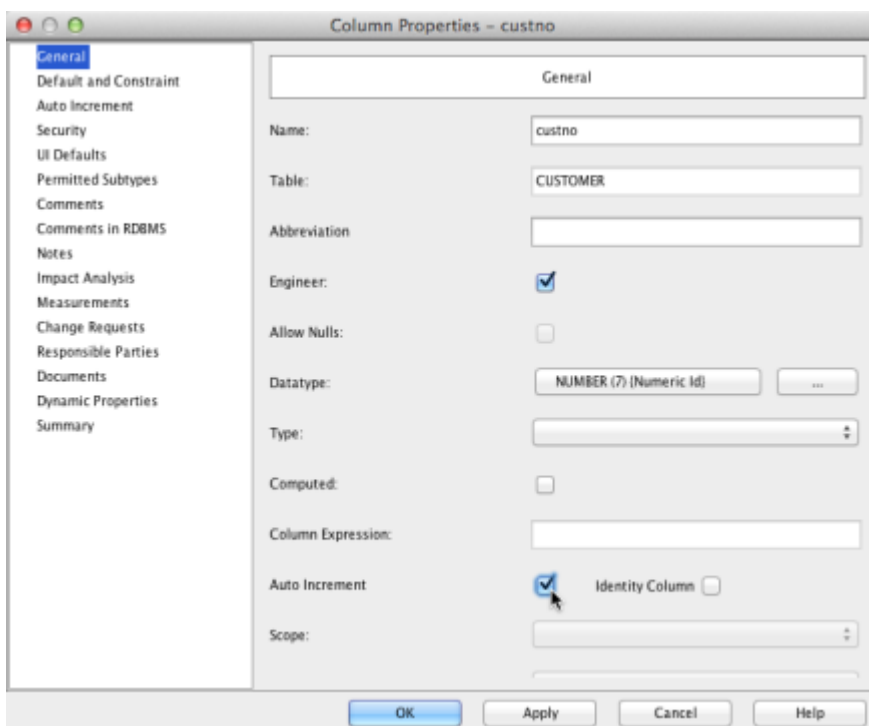 Column Properties - custno
General
Default and Constraint
Auto Increment
Security
UI Defaults
Permitted Subtypes
Comments
Comments in RDBMS
Notes
Impact Analysis
Measurements
Change Requests
Responsible Parties
Documents
Dynamic Properties
Summary
General
Name: custno
Table: CUSTOMER
Abbreviation
Engineer:
Allow Nulls:
Datatype: NUMBER (7) (Numeric Id) ...
Type:
Computed:
Column Expression:
Auto Increment Identity Column
Scope:
OK Apply Cancel Help